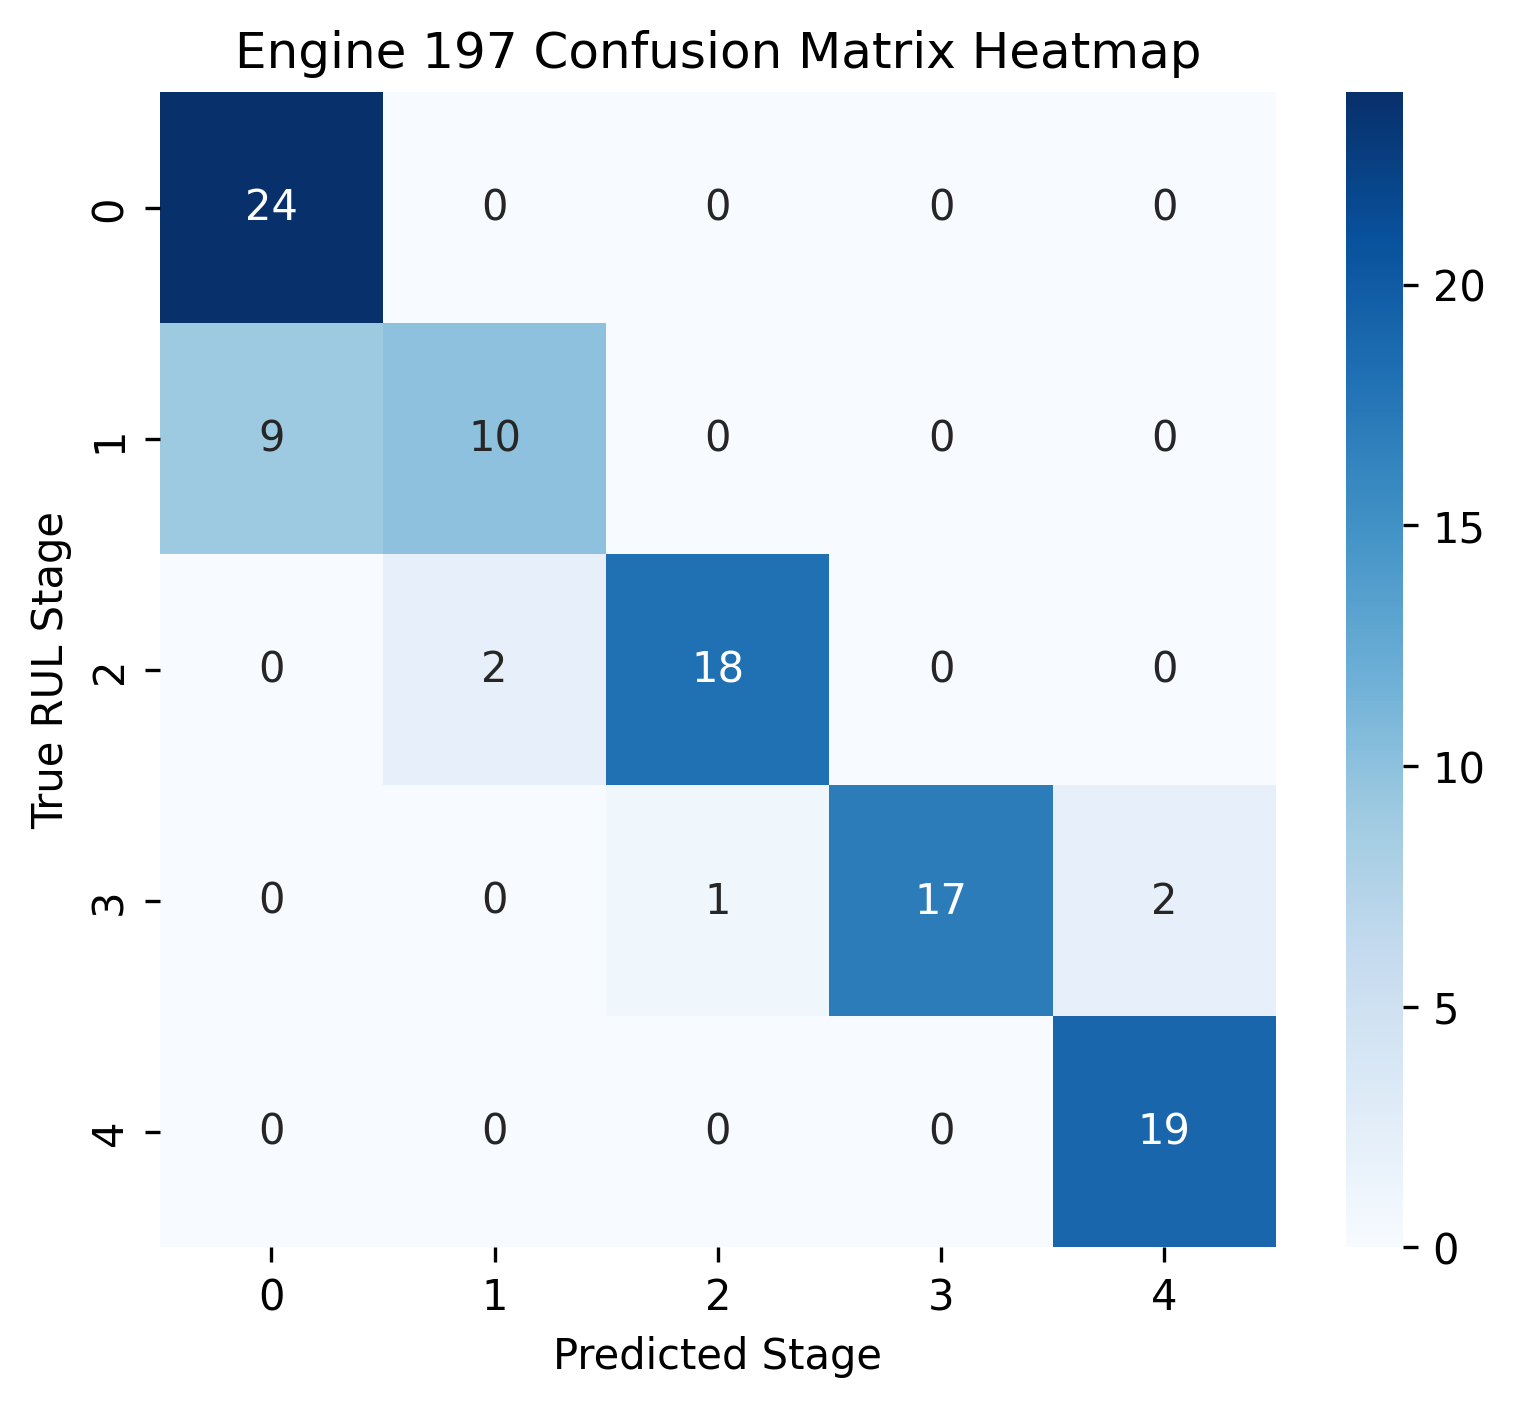 Engine 197 Confusion Matrix Heatmap
True RUL Stage
0 24 0 0 0 0
1 9 10 0 0 0
2 0 2 18 0 0
3 0 0 1 17 2
4 0 0 0 0 19
0 1 2 3 4
Predicted Stage
20
15
10
5
0